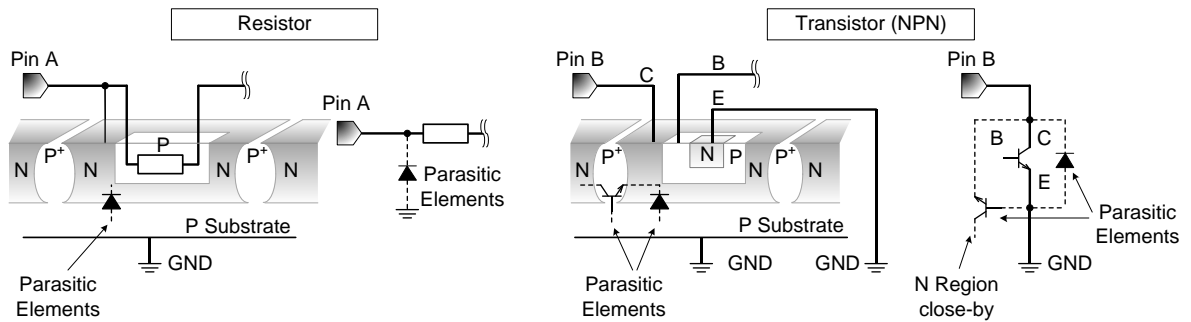 Resistor
Pin A
N
P+
N
P
N
P+
N
P Substrate
GND
Parasitic
Elements
Pin A
Parasitic
Elements
Transistor (NPN)
Pin B
C
B
E
N
P+
N
N
P
N
P+
N
P Substrate
GND
GND
Parasitic
Elements
Pin B
B
C
E
Parasitic
Elements
GND
N Region
close-by